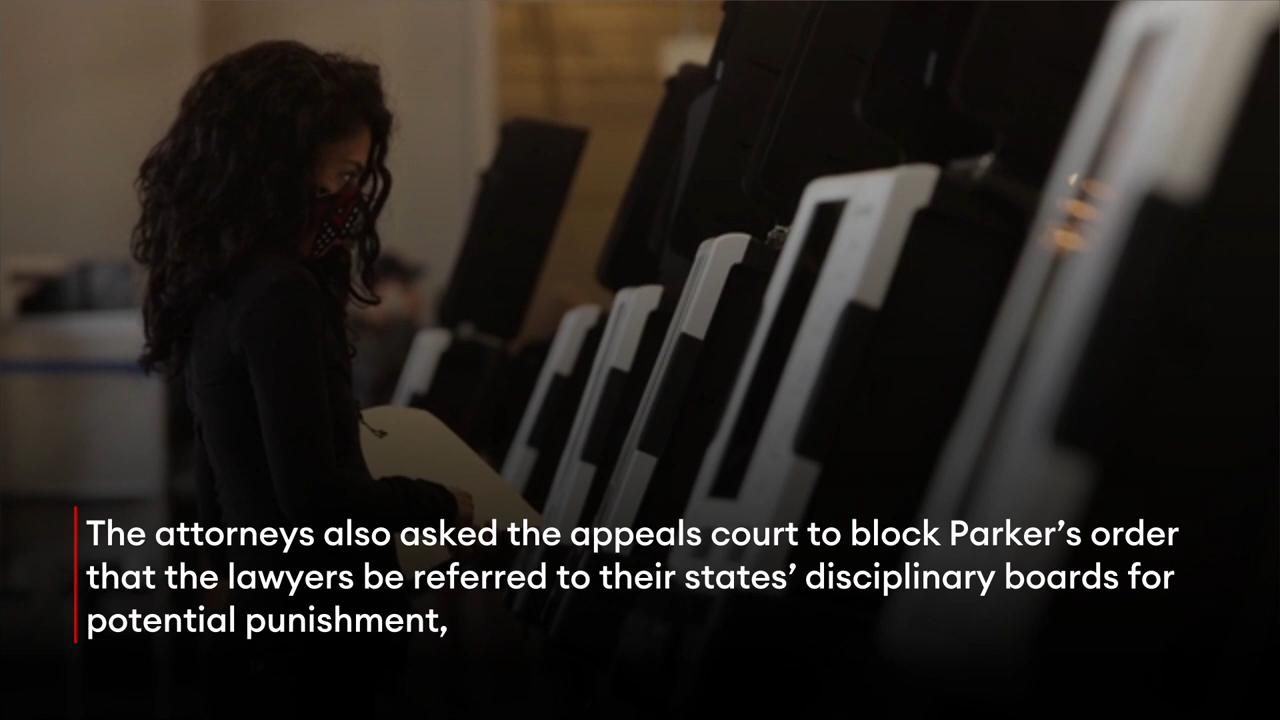 The attorneys also asked the appeals court to block Parker’s order
that the lawyers be referred to their states’ disciplinary boards for
potential punishment,